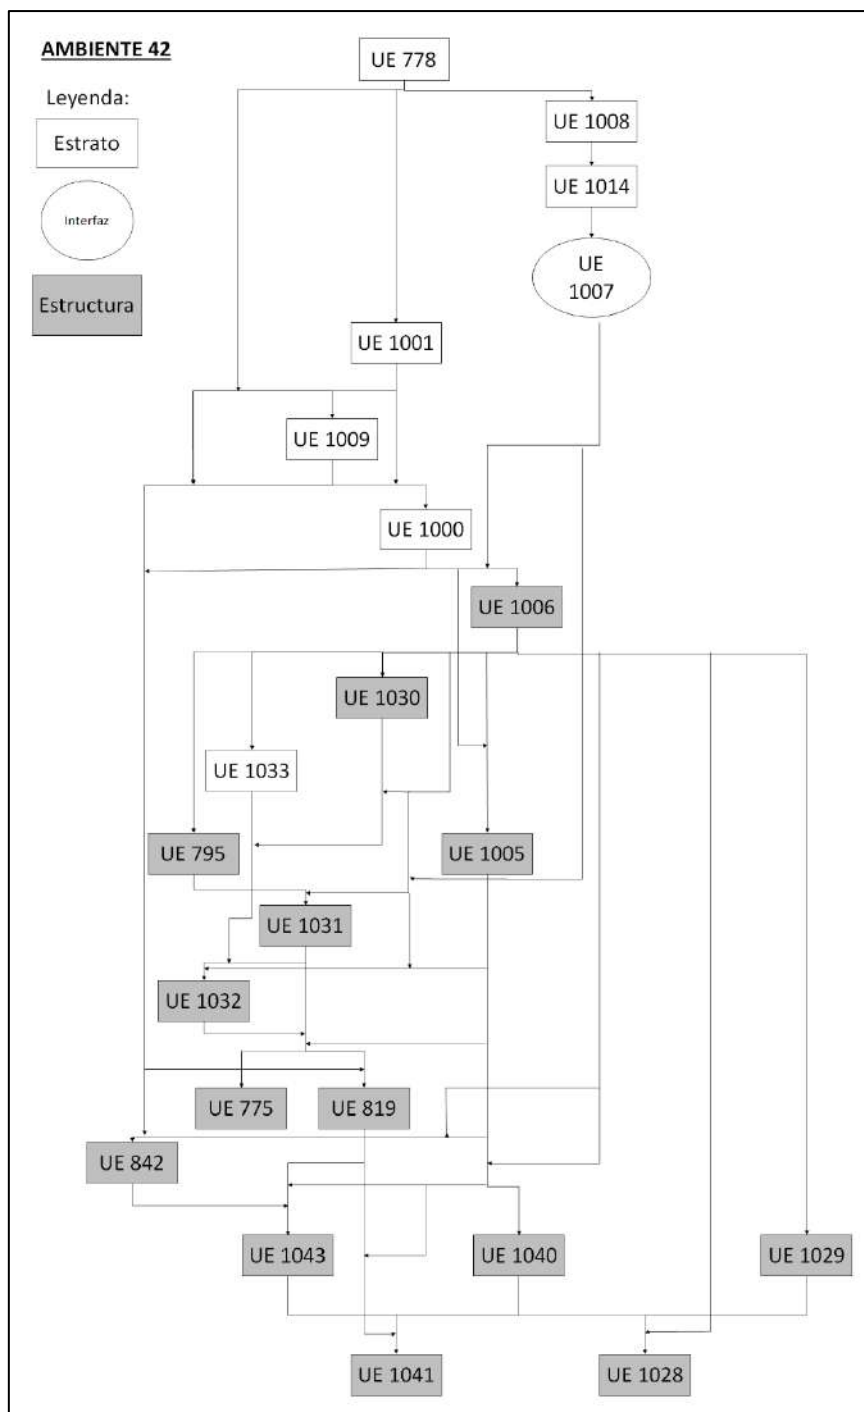 AMBIENTE 42
UE 778
Leyenda:
UE 1008
Estrato
UE 1014
Interfaz
UE
1007
Estructura
UE 1001
UE 1009
UE 1000
UE 1006
UE 1030
UE 1033
UE 795
UE 1005
UE 1031
UE 1032
UE 775
UE 819
UE 842
UE 1043
UE 1040
UE 1029
UE 1041
UE 1028